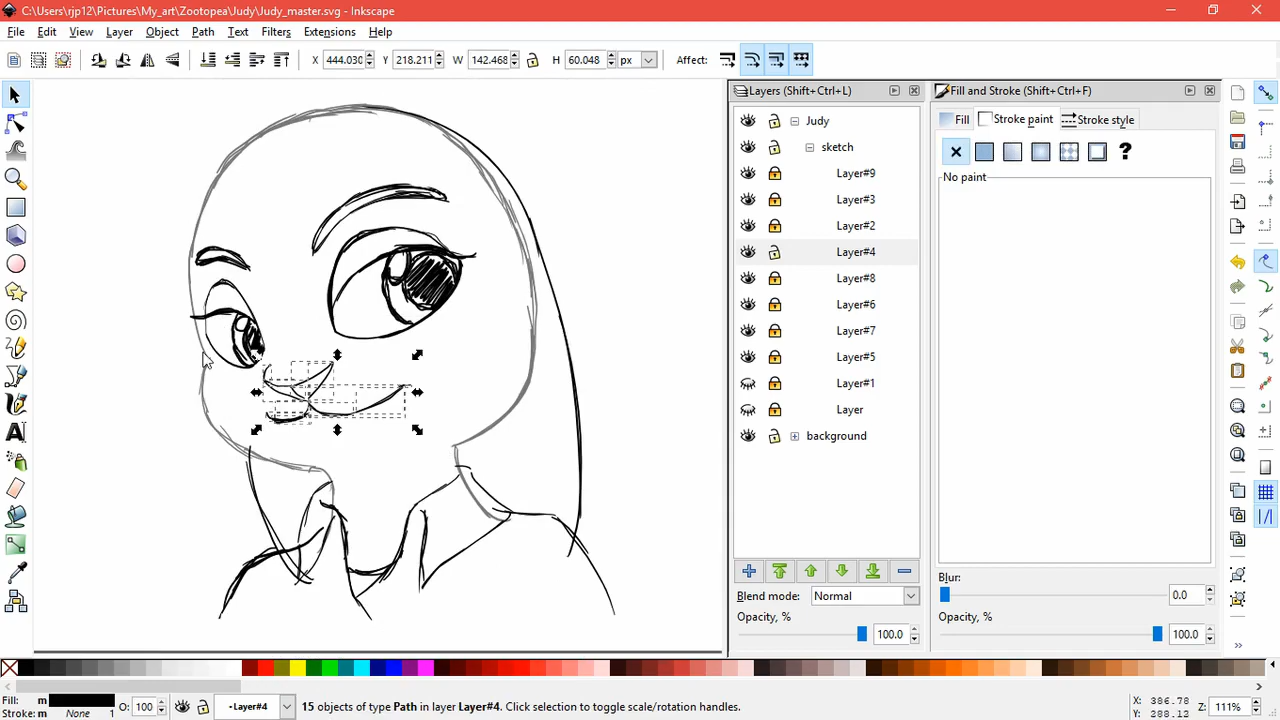 C:\Users\rjp12\Pictures\My_art\Zootopea\Judy\Judy_master.svg - Inkscape
File Edit View Layer Object Path Text Filters Extensions Help
X 444.030 Y 218.211 W 142.468 H 60.048 px Affect:
Layers (Shift+Ctrl+L)
Fill and Stroke (Shift+Ctrl+F)
Fill Stroke paint Stroke style
No paint
Judy
sketch
Layer#9
Layer#3
Layer#2
Layer#4
Layer#8
Layer#6
Layer#7
Layer#5
Layer#1
Layer
background
Blend mode: Normal
Opacity, %
100.0
Blur:
0.0
Opacity, %
100.0
Fill: m
Stroke: m None 1
O: 100
·Layer#4
15 objects of type Path in layer Layer#4. Click selection to toggle scale/rotation handles.
X: 386.78
Y: 288.12
Z: 111%